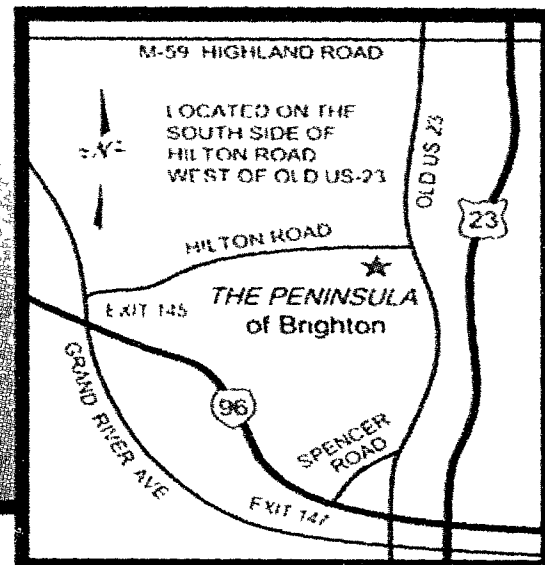 M-59 HIGHLAND ROAD
LOCATED ON THE
SOUTH SIDE OF
HILTON ROAD
WEST OF OLD US-23
N
OLD US 23
23
HILTON ROAD
EXIT 145
THE PENINSULA
of Brighton
96
GRAND RIVER AVE
SPENCER
ROAD
EXIT 147